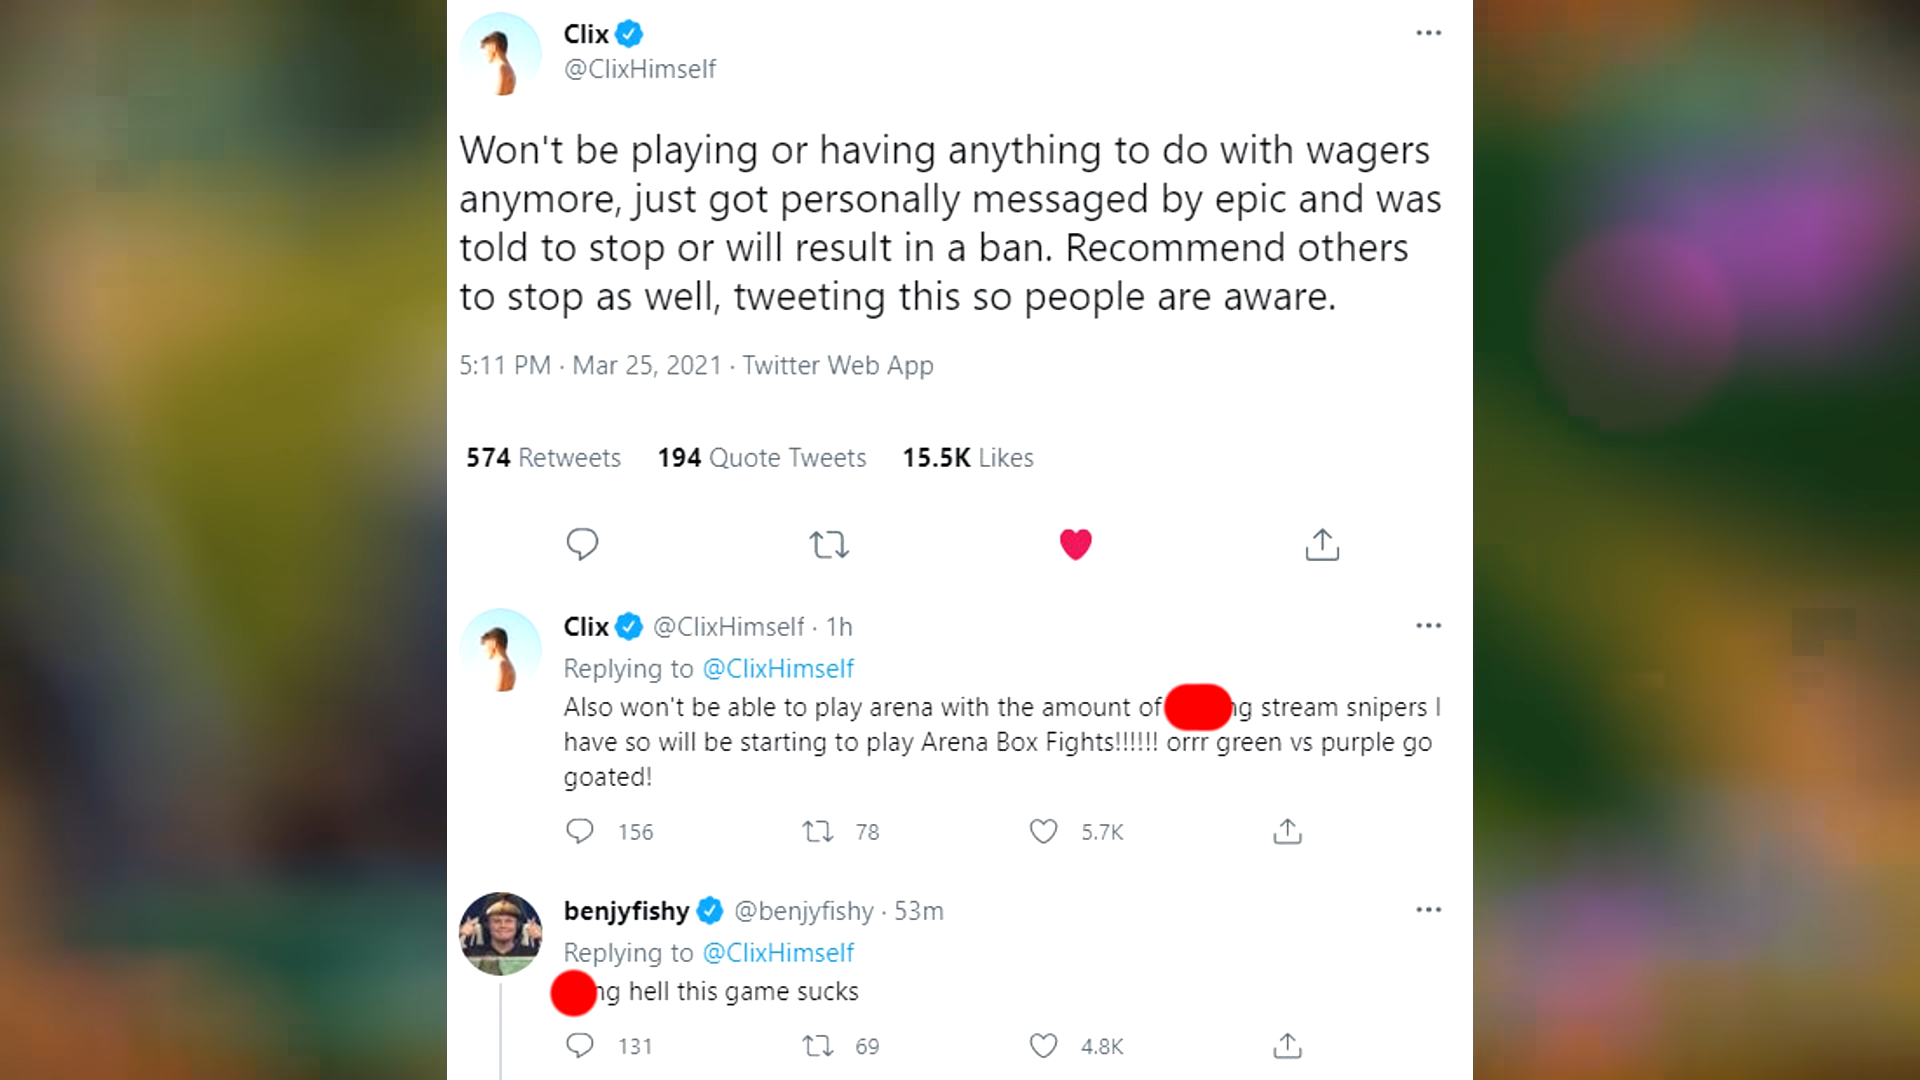 Clix
@ClixHimself
Won't be playing or having anything to do with wagers
anymore, just got personally messaged by epic and was
told to stop or will result in a ban. Recommend others
to stop as well, tweeting this so people are aware.
5:11 PM · Mar 25, 2021 · Twitter Web App
574 Retweets 194 Quote Tweets 15.5K Likes
Clix @ClixHimself · 1h
Replying to @ClixHimself
Also won't be able to play arena with the amount of ng stream snipers I
have so will be starting to play Arena Box Fights!!!!!! orrr green vs purple go
goated!
156 78 5.7K
benjyfishy @benjyfishy · 53m
Replying to @ClixHimself
ng hell this game sucks
131 69 4.8K